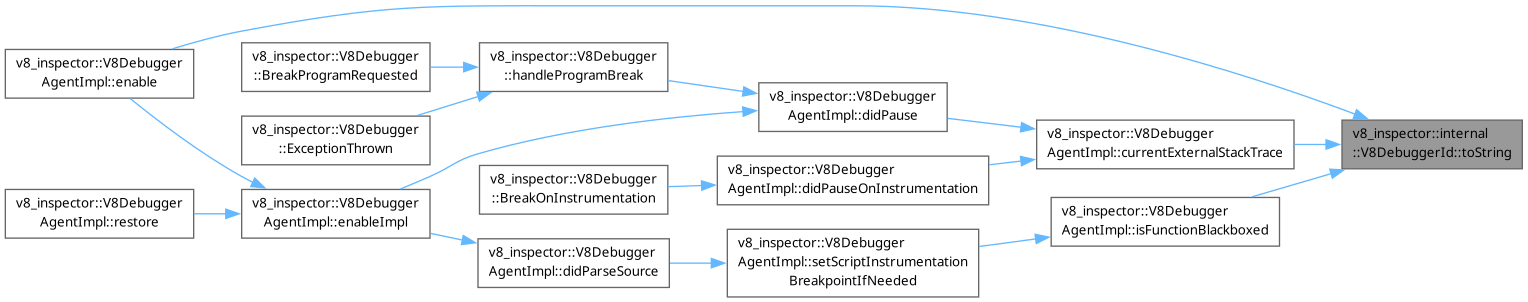 v8_inspector::V8Debugger
AgentImpl::enable
v8_inspector::V8Debugger
AgentImpl::restore
v8_inspector::V8Debugger
::BreakProgramRequested
v8_inspector::V8Debugger
::ExceptionThrown
v8_inspector::V8Debugger
AgentImpl::enableImpl
v8_inspector::V8Debugger
::handleProgramBreak
v8_inspector::V8Debugger
::BreakOnInstrumentation
v8_inspector::V8Debugger
AgentImpl::didParseSource
v8_inspector::V8Debugger
AgentImpl::didPause
v8_inspector::V8Debugger
AgentImpl::didPauseOnInstrumentation
v8_inspector::V8Debugger
AgentImpl::setScriptInstrumentation
BreakpointIfNeeded
v8_inspector::V8Debugger
AgentImpl::currentExternalStackTrace
v8_inspector::V8Debugger
AgentImpl::isFunctionBlackboxed
v8_inspector::internal
::V8DebuggerId::toString